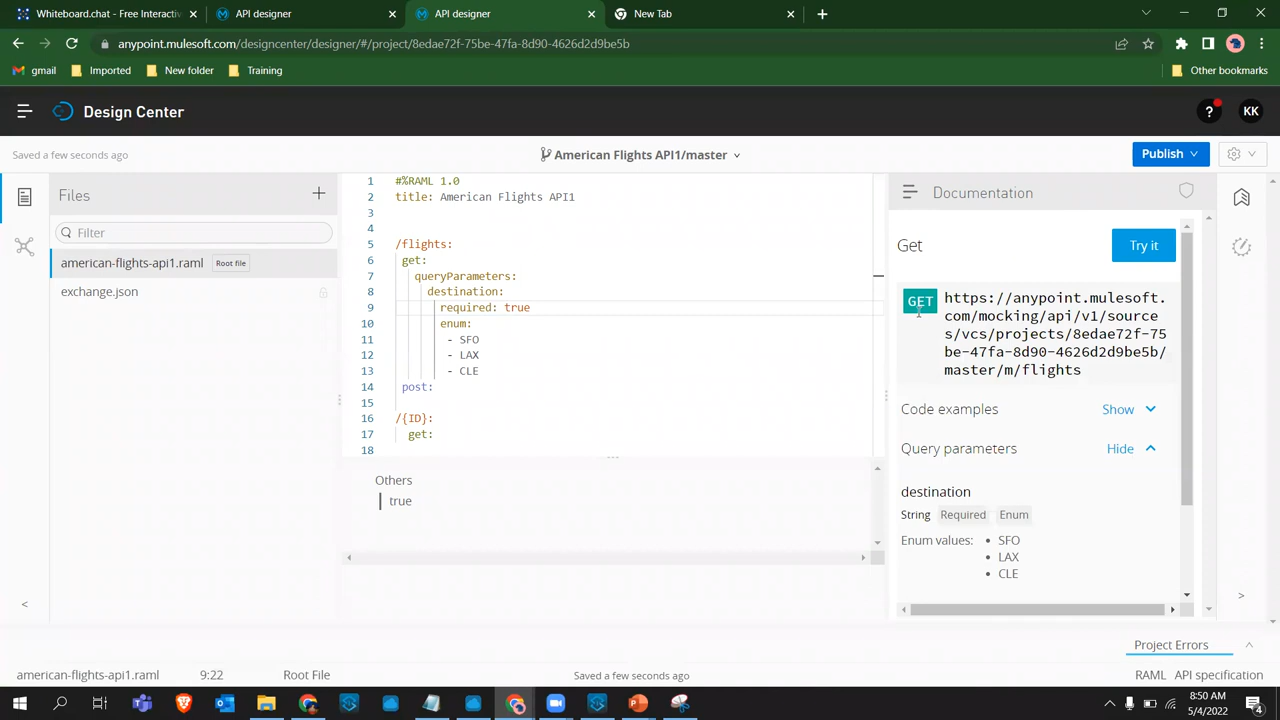 Whiteboard.chat - Free Interactiv
API designer
API designer
New Tab
anypoint.mulesoft.com/designcenter/designer/#/project/8edae72f-75be-47fa-8d90-4626d2d9be5b
gmail
Imported
New folder
Training
Other bookmarks
Design Center
?
KK
Saved a few seconds ago
American Flights API1/master
Publish
Files
Filter
american-flights-api1.raml
Root file
exchange.json
1 #%RAML 1.0
2 title: American Flights API1
3
4
5 /flights:
6 get:
7 queryParameters:
8 destination:
9 required: true
10 enum:
11 - SFO
12 - LAX
13 - CLE
14 post:
15
16 /{ID}:
17 get:
18
Others
true
Documentation
Get
Try it
GET
https://anypoint.mulesoft.
com/mocking/api/v1/source
s/vcs/projects/8edae72f-75
be-47fa-8d90-4626d2d9be5b/
master/m/flights
Code examples
Show
Query parameters
Hide
destination
String Required Enum
Enum values:
• SFO
• LAX
• CLE
Project Errors
american-flights-api1.raml
9:22
Root File
Saved a few seconds ago
RAML
API specification
8:50 AM
5/4/2022
4